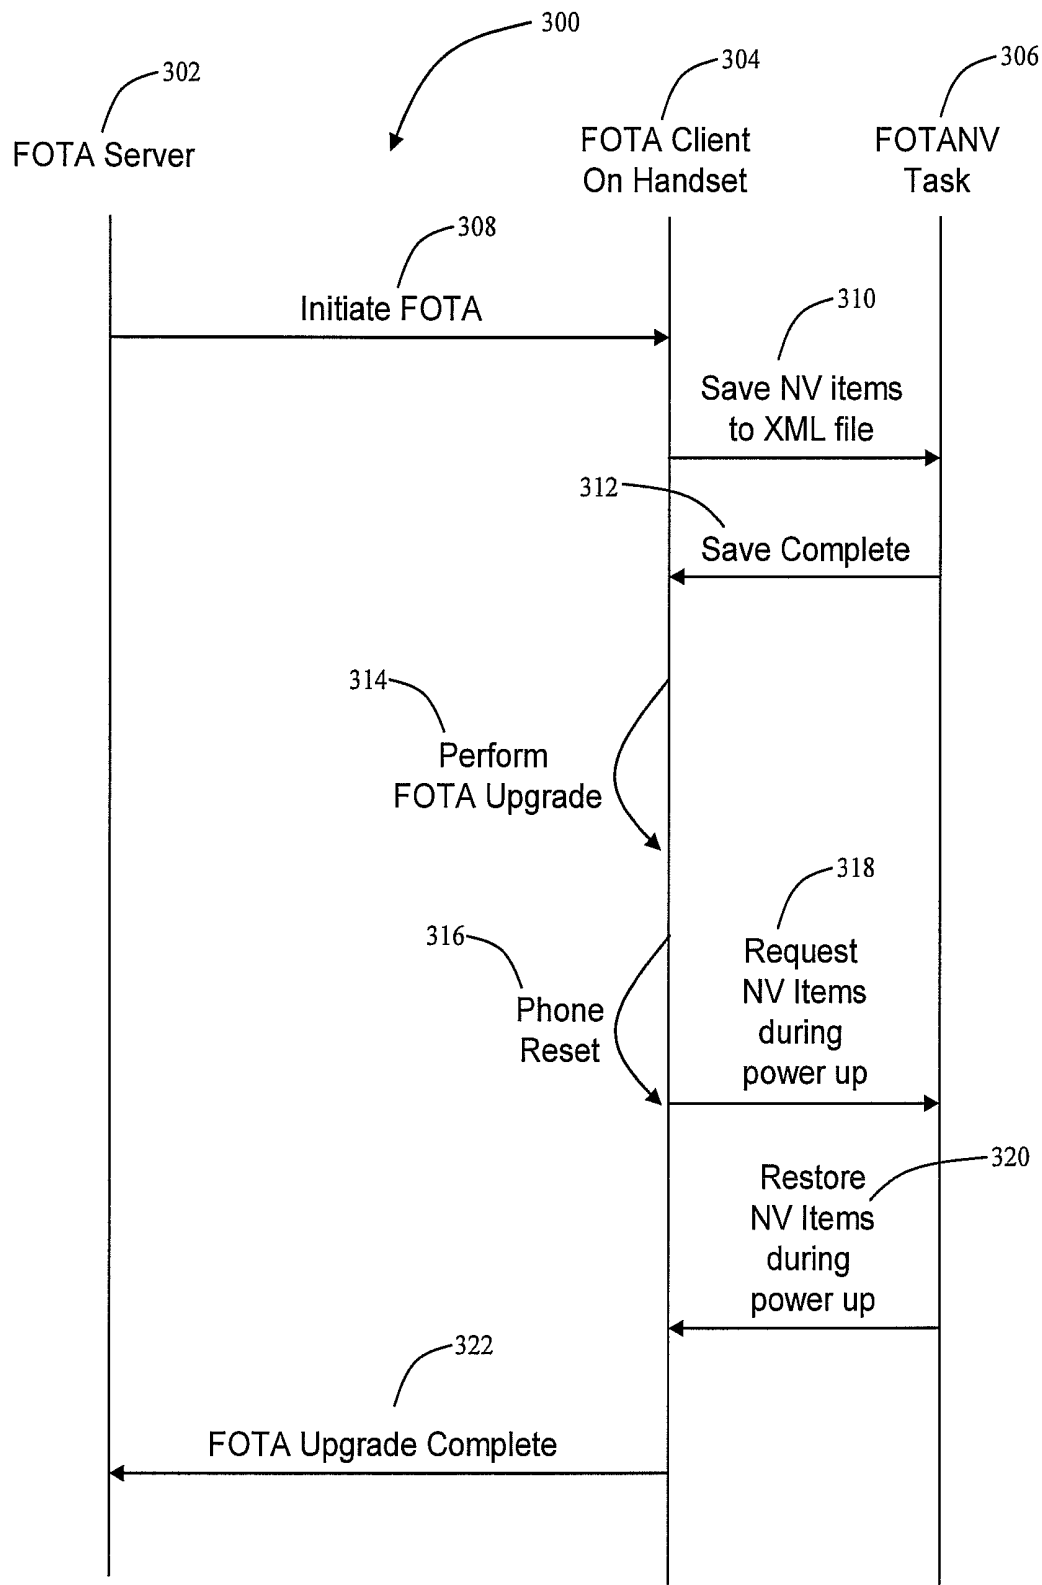 300
302
304
306
FOTA Server
FOTA Client
On Handset
FOTANV
Task
308
Initiate FOTA
310
Save NV items
to XML file
312
Save Complete
314
Perform
FOTA Upgrade
316
Phone
Reset
318
Request
NV Items
during
power up
320
Restore
NV Items
during
power up
322
FOTA Upgrade Complete